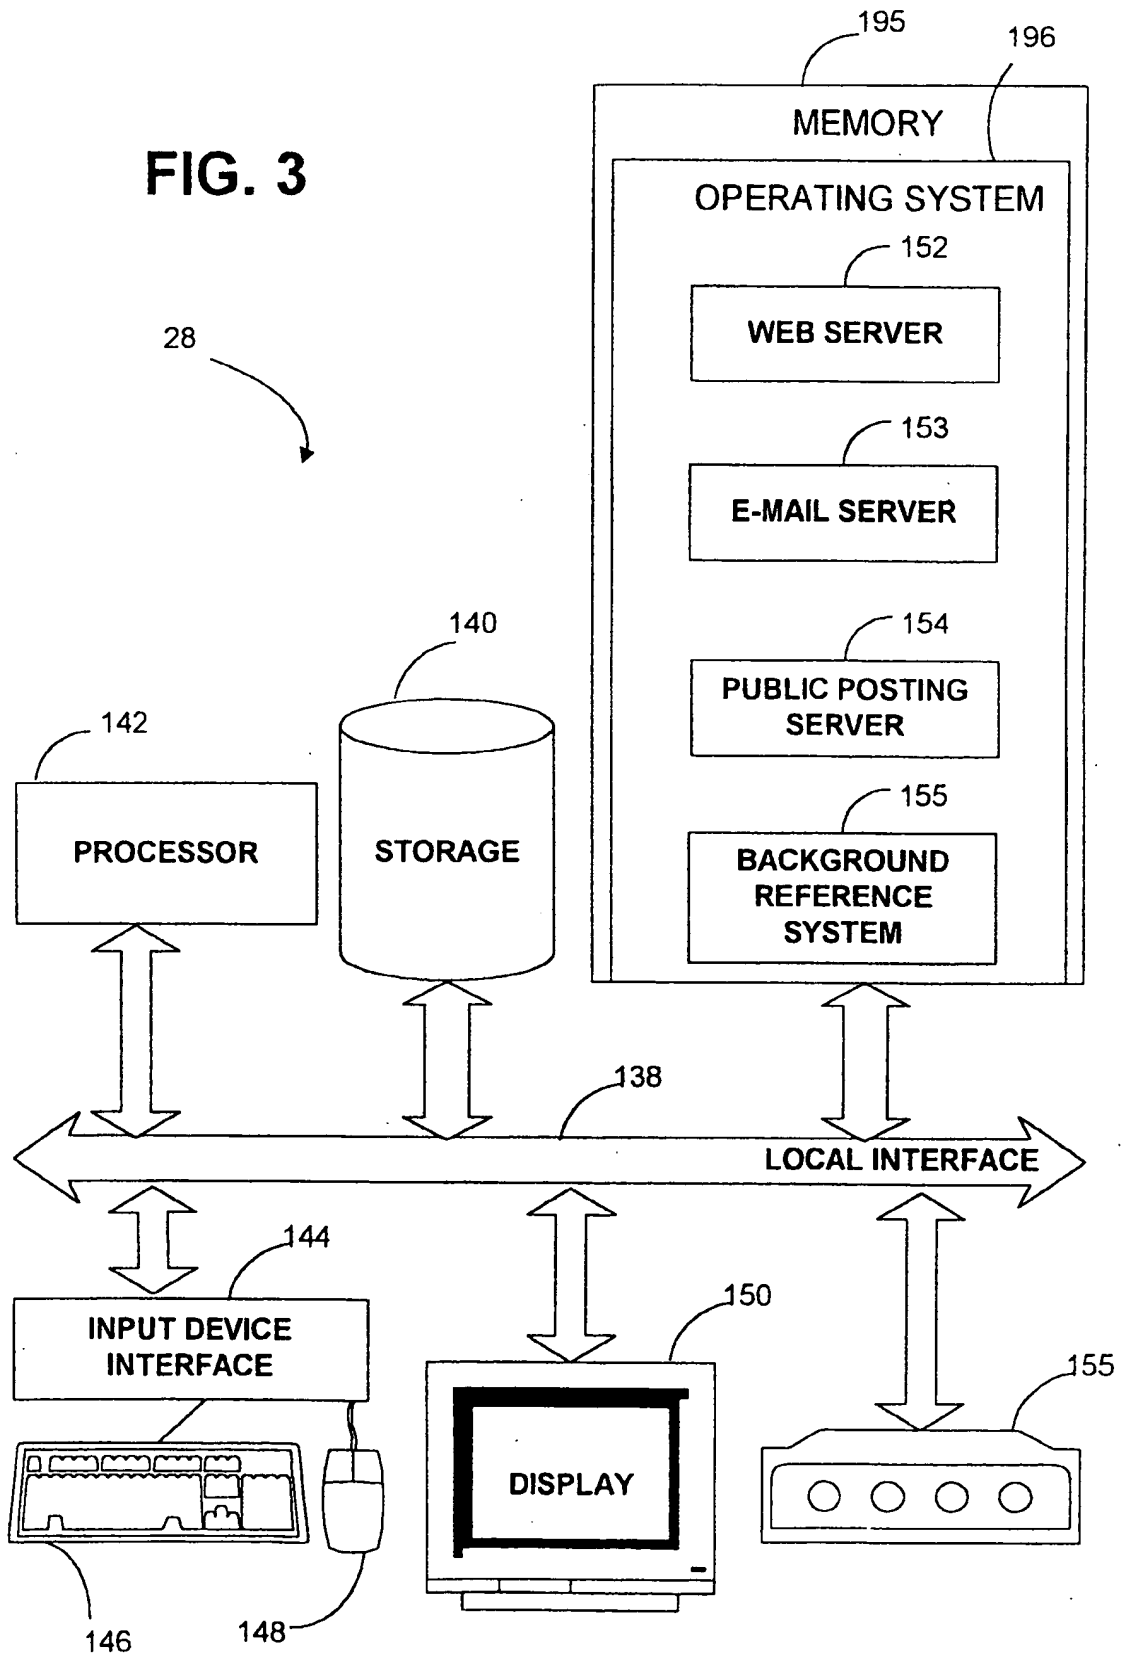 195
196
MEMORY
FIG. 3
OPERATING SYSTEM
152
WEB SERVER
28
153
E-MAIL SERVER
154
PUBLIC POSTING
SERVER
140
142
155
PROCESSOR
STORAGE
BACKGROUND
REFERENCE
SYSTEM
138
LOCAL INTERFACE
144
INPUT DEVICE
INTERFACE
150
155
DISPLAY
146
148